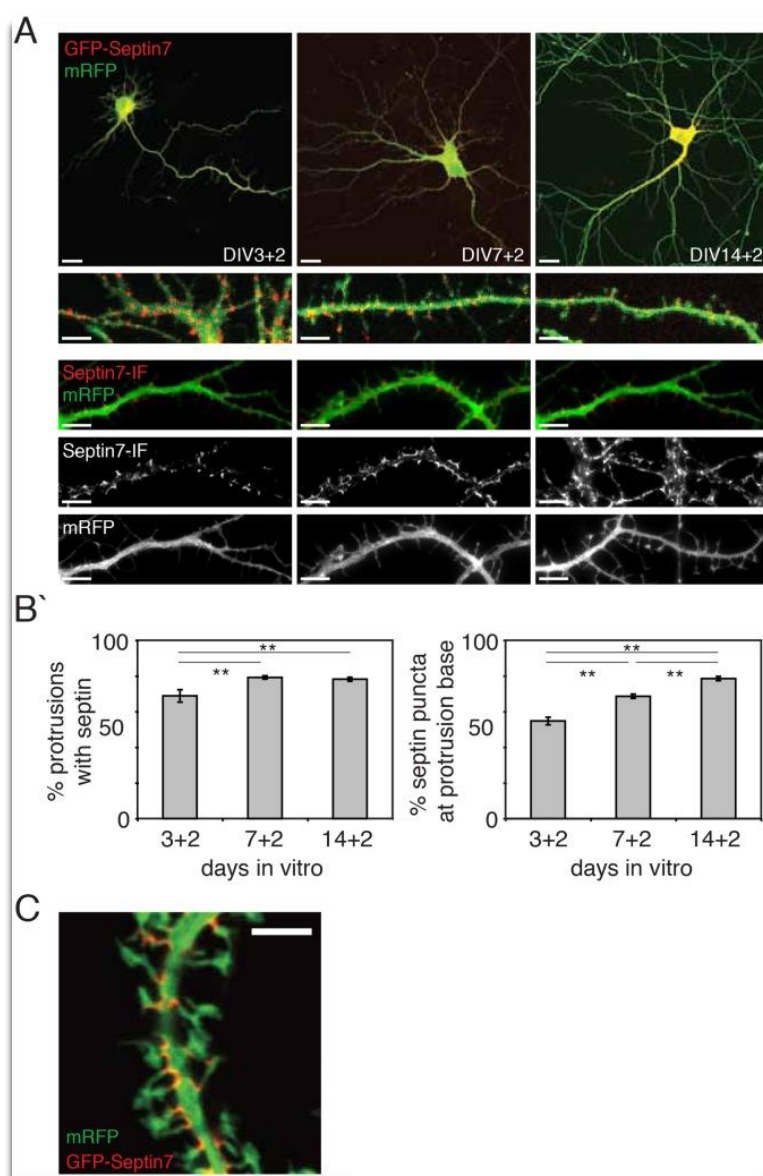 A
GFP-Septin7
mRFP
DIV3+2
DIV7+2
DIV14+2
Septin7-IF
mRFP
Septin7-IF
mRFP
B`
% protrusions
with septin
100
50
0
**
**
3+2
7+2
14+2
days in vitro
% septin puncta
at protrusion base
100
50
0
**
**
**
3+2
7+2
14+2
days in vitro
C
mRFP
GFP-Septin7